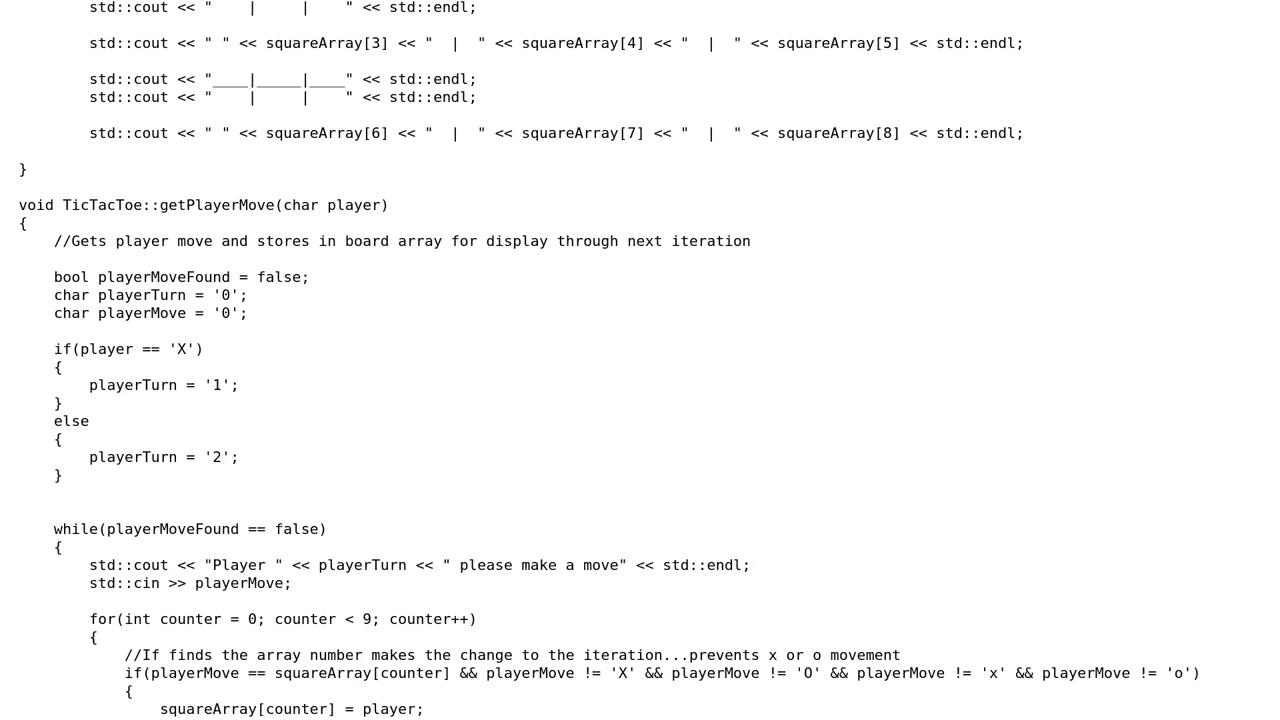 std::cout << "    |     |    " << std::endl;
        std::cout << " " << squareArray[3] << "  |  " << squareArray[4] << "  |  " << squareArray[5] << std::endl;
        std::cout << "____|_____|____" << std::endl;
        std::cout << "    |     |    " << std::endl;
        std::cout << " " << squareArray[6] << "  |  " << squareArray[7] << "  |  " << squareArray[8] << std::endl;
}
void TicTacToe::getPlayerMove(char player)
{
    //Gets player move and stores in board array for display through next iteration
    bool playerMoveFound = false;
    char playerTurn = '0';
    char playerMove = '0';
    if(player == 'X')
    {
        playerTurn = '1';
    }
    else
    {
        playerTurn = '2';
    }
    while(playerMoveFound == false)
    {
        std::cout << "Player " << playerTurn << " please make a move" << std::endl;
        std::cin >> playerMove;
        for(int counter = 0; counter < 9; counter++)
        {
            //If finds the array number makes the change to the iteration...prevents x or o movement
            if(playerMove == squareArray[counter] && playerMove != 'X' && playerMove != 'O' && playerMove != 'x' && playerMove != 'o')
            {
                squareArray[counter] = player;